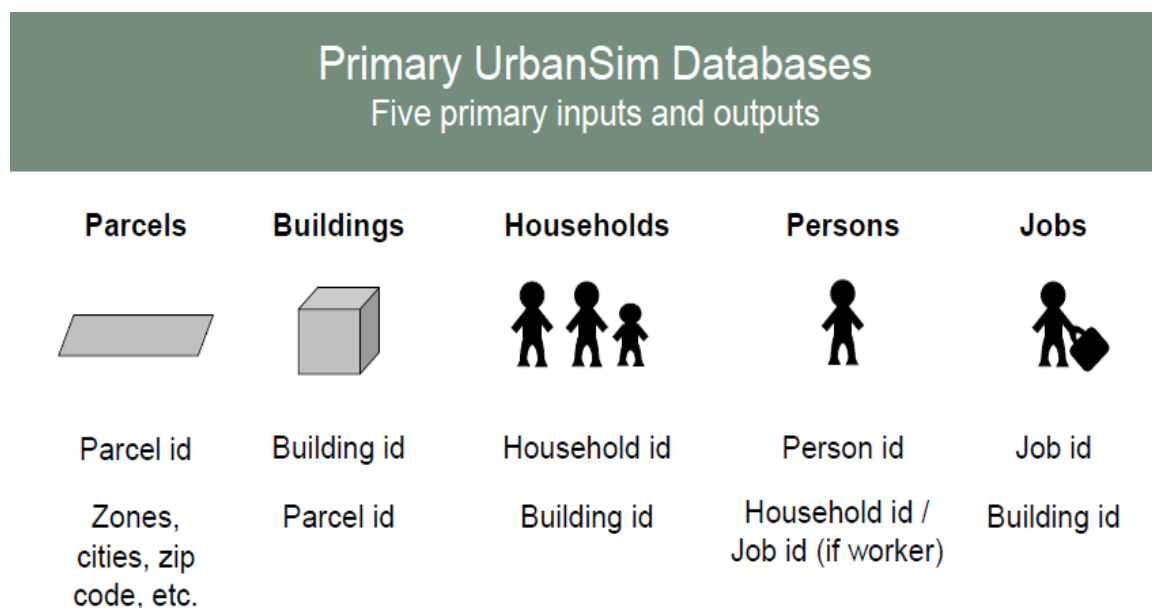 Primary UrbanSim Databases
Five primary inputs and outputs
Parcels
Buildings
Households
Persons
Jobs
Parcel id
Building id
Household id
Person id
Job id
Zones,
cities, zip
code, etc.
Parcel id
Building id
Household id /
Job id (if worker)
Building id